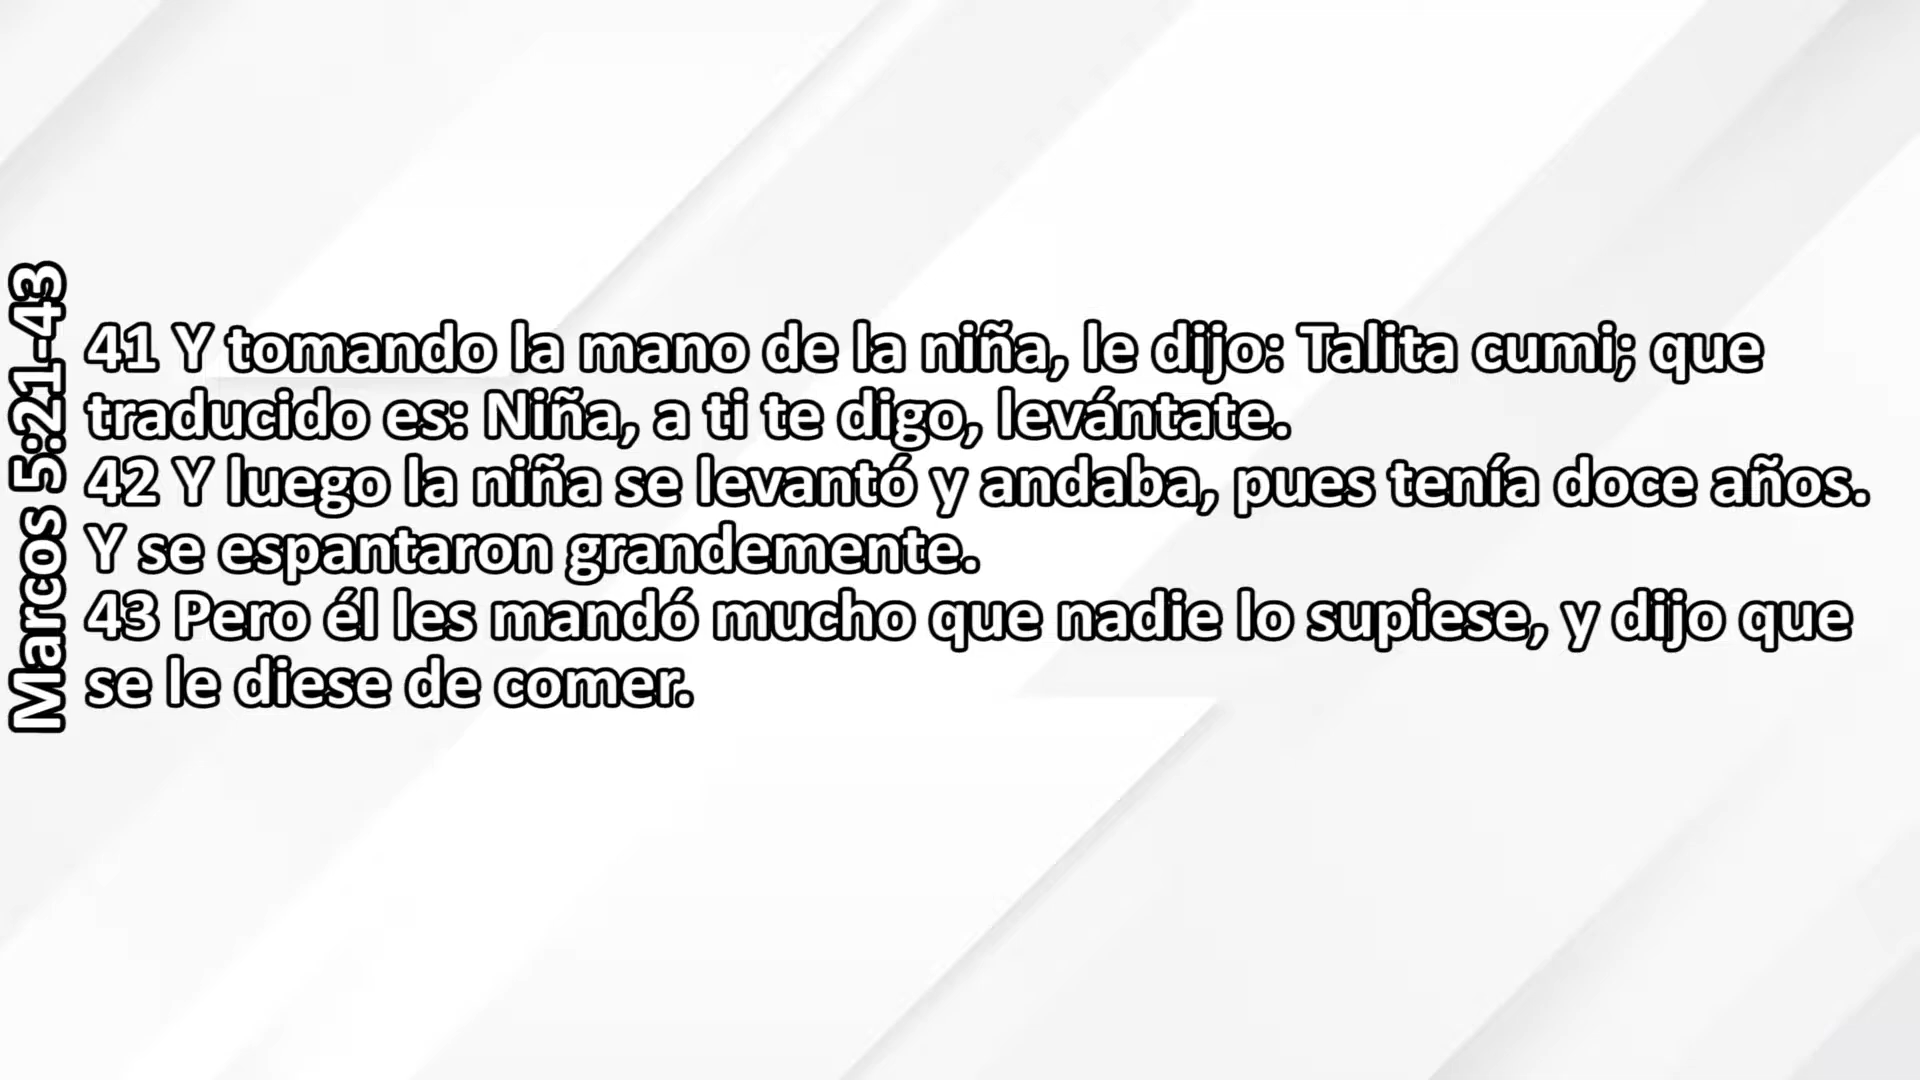 Marcos 5:21-43
41 Y tomando la mano de la niña, le dijo: Talita cumi; que
traducido es: Niña, a ti te digo, levántate.
42 Y luego la niña se levantó y andaba, pues tenía doce años.
Y se espantaron grandemente.
43 Pero él les mandó mucho que nadie lo supiese, y dijo que
se le diese de comer.